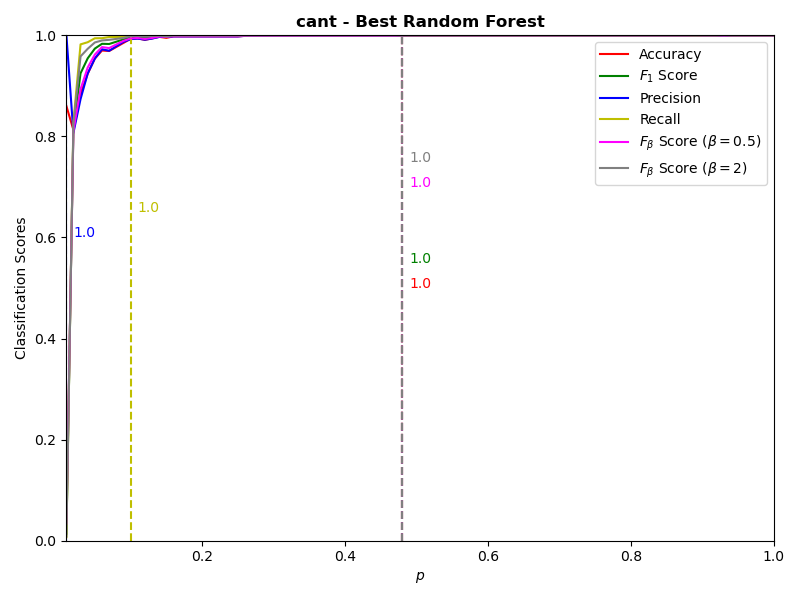 cant - Best Random Forest
Accuracy
F₁ Score
Precision
Recall
Fᵦ Score (β = 0.5)
Fᵦ Score (β = 2)
1.0
0.8
0.6
0.4
0.2
0.0
Classification Scores
1.0
1.0
1.0
1.0
1.0
1.0
0.2
0.4
0.6
0.8
1.0
p